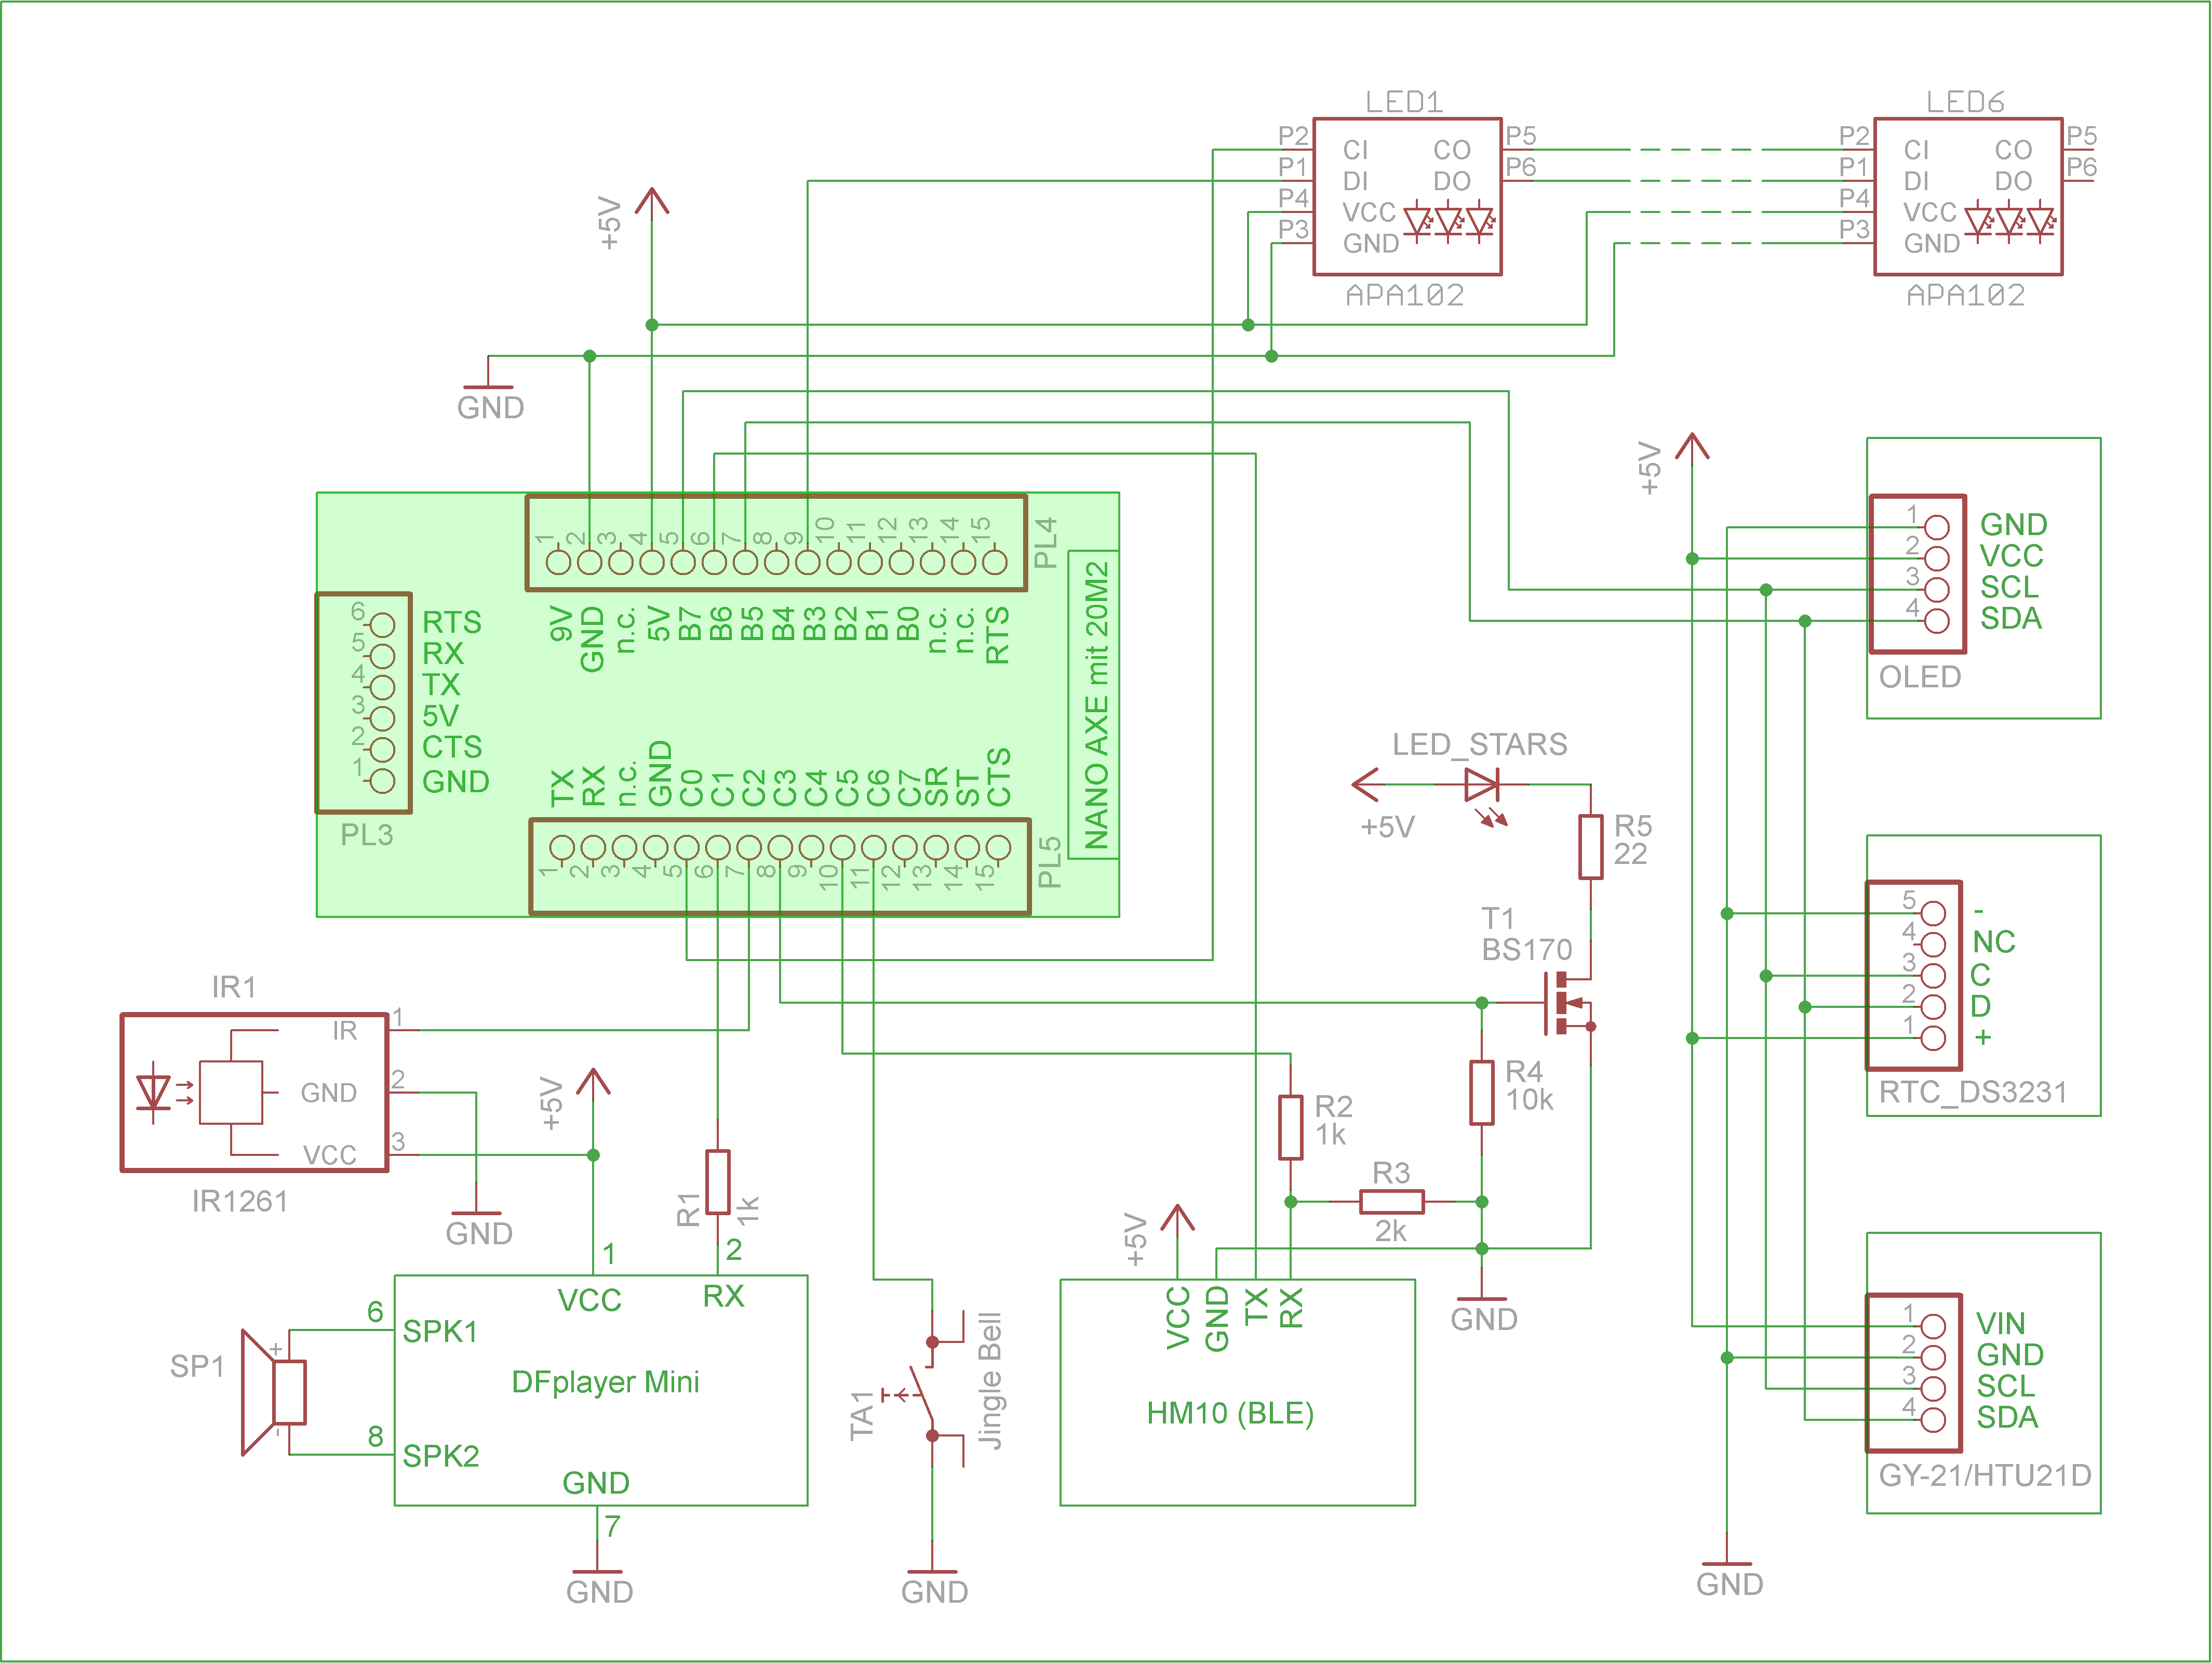 LED1
P2 CI CO P5
P1 DI DO P6
P4 VCC
P3 GND
APA102
LED6
P2 CI CO P5
P1 DI DO P6
P4 VCC
P3 GND
APA102
+5V
GND
1 2 3 4 5 6 7 8 9 10 11 12 13 14 15
PL4
9V GND n.c. 5V B7 B6 B5 B4 B3 B2 B1 B0 n.c. n.c. RTS
NANO AXE mit 20M2
6 RTS
5 RX
4 TX
3 5V
2 CTS
1 GND
PL3
TX RX n.c. GND C0 C1 C2 C3 C4 C5 C6 C7 SR ST CTS
1 2 3 4 5 6 7 8 9 10 11 12 13 14 15
PL5
+5V
1 GND
2 VCC
3 SCL
4 SDA
OLED
LED_STARS
+5V
R5
22
T1
BS170
5 -
4 NC
3 C
2 D
1 +
RTC_DS3231
IR1
IR 1
GND 2
VCC 3
IR1261
GND
+5V
R1
1k
R2
1k
R4
10k
R3
2k
+5V
GND
1
2
VCC
RX
6
SPK1
SP1
+
-
DFplayer Mini
8
SPK2
GND
7
GND
TA1
Jingle Bell
GND
VCC GND TX RX
HM10 (BLE)
1 VIN
2 GND
3 SCL
4 SDA
GY-21/HTU21D
GND